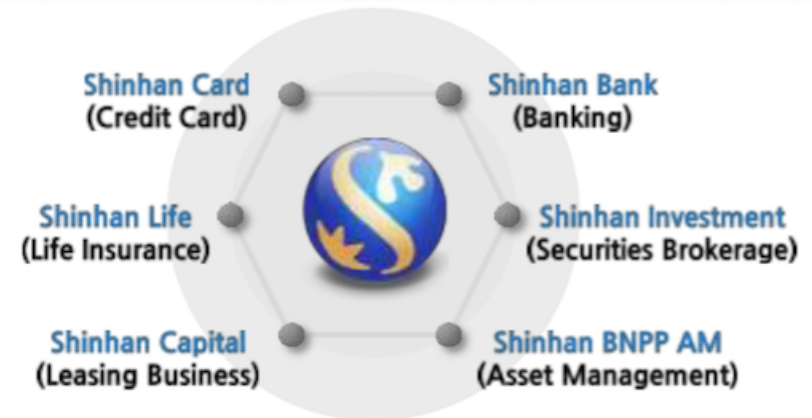 Shinhan Card
(Credit Card)
Shinhan Bank
(Banking)
Shinhan Life
(Life Insurance)
Shinhan Investment
(Securities Brokerage)
Shinhan Capital
(Leasing Business)
Shinhan BNPP AM
(Asset Management)